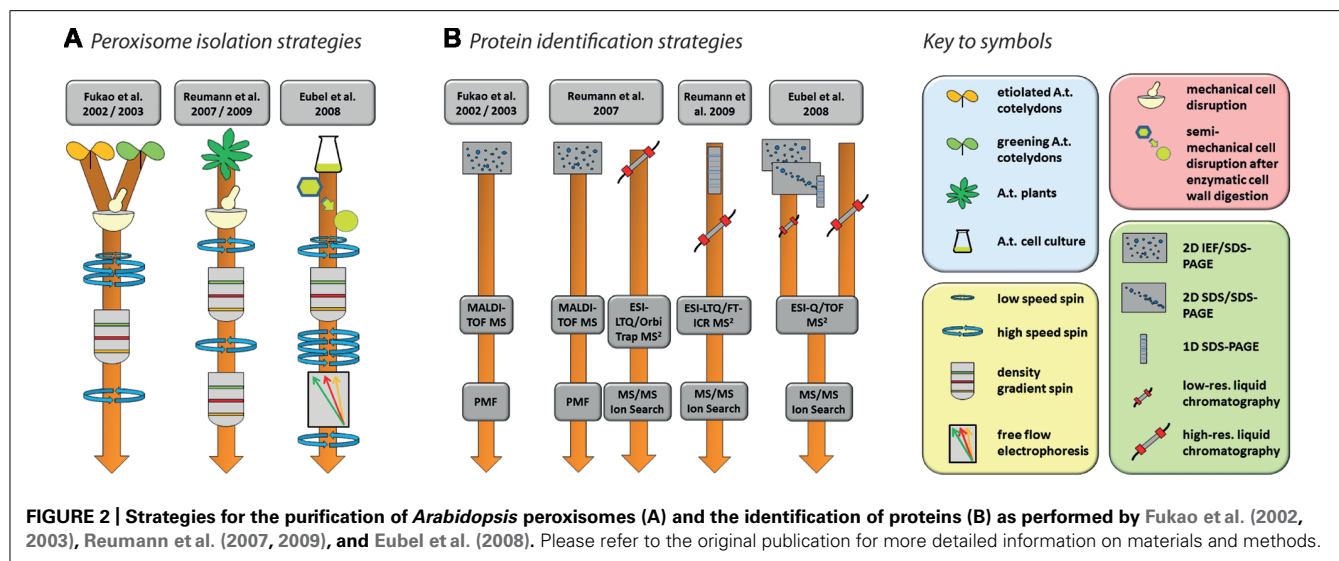 A Peroxisome isolation strategies
B Protein identification strategies
Key to symbols
Fukao et al.
2002 / 2003
Reumann et al.
2007 / 2009
Eubel et al.
2008
Fukao et al.
2002 / 2003
Reumann et al.
2007
Reumann et
al. 2009
Eubel et al.
2008
MALDI-
TOF MS
MALDI-
TOF MS
ESI-
LTQ/Orbi
Trap MS²
ESI-LTQ/FT-
ICR MS²
ESI-Q/TOF
MS²
PMF
PMF
MS/MS
Ion Search
MS/MS
Ion Search
MS/MS
Ion Search
etiolated A.t.
cotelydons
greening A.t.
cotelydons
A.t. plants
A.t. cell culture
low speed spin
high speed spin
density
gradient spin
free flow
electrophoresis
mechanical cell
disruption
semi-
mechanical cell
disruption after
enzymatic cell
wall digestion
2D IEF/SDS-
PAGE
2D SDS/SDS-
PAGE
1D SDS-PAGE
low-res. liquid
chromatography
high-res. liquid
chromatography
FIGURE 2 | Strategies for the purification of Arabidopsis peroxisomes (A) and the identification of proteins (B) as performed by Fukao et al. (2002,
2003), Reumann et al. (2007, 2009), and Eubel et al. (2008). Please refer to the original publication for more detailed information on materials and methods.